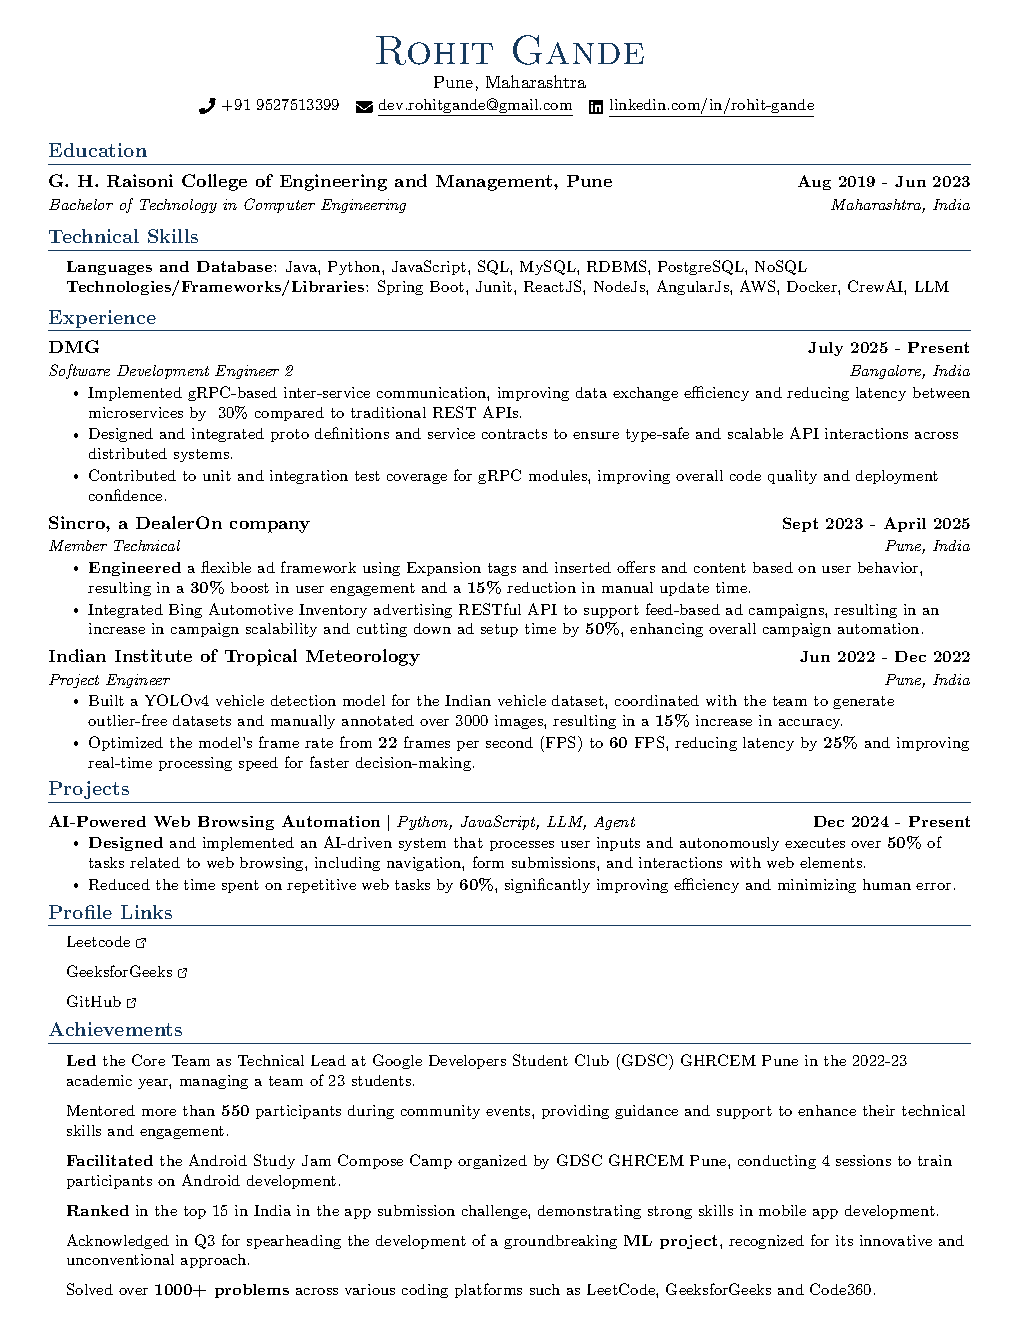 Rohit Gande
Pune, Maharashtra
+91 9527513399 dev.rohitgande@gmail.com linkedin.com/in/rohit-gande
Education
G. H. Raisoni College of Engineering and Management, Pune Aug 2019 - Jun 2023
Bachelor of Technology in Computer Engineering Maharashtra, India
Technical Skills
Languages and Database: Java, Python, JavaScript, SQL, MySQL, RDBMS, PostgreSQL, NoSQL
Technologies/Frameworks/Libraries: Spring Boot, Junit, ReactJS, NodeJs, AngularJs, AWS, Docker, CrewAI, LLM
Experience
DMG July 2025 - Present
Software Development Engineer 2 Bangalore, India
• Implemented gRPC-based inter-service communication, improving data exchange efficiency and reducing latency between
microservices by 30% compared to traditional REST APIs.
• Designed and integrated proto definitions and service contracts to ensure type-safe and scalable API interactions across
distributed systems.
• Contributed to unit and integration test coverage for gRPC modules, improving overall code quality and deployment
confidence.
Sincro, a DealerOn company Sept 2023 - April 2025
Member Technical Pune, India
• Engineered a flexible ad framework using Expansion tags and inserted offers and content based on user behavior,
resulting in a 30% boost in user engagement and a 15% reduction in manual update time.
• Integrated Bing Automotive Inventory advertising RESTful API to support feed-based ad campaigns, resulting in an
increase in campaign scalability and cutting down ad setup time by 50%, enhancing overall campaign automation.
Indian Institute of Tropical Meteorology Jun 2022 - Dec 2022
Project Engineer Pune, India
• Built a YOLOv4 vehicle detection model for the Indian vehicle dataset, coordinated with the team to generate
outlier-free datasets and manually annotated over 3000 images, resulting in a 15% increase in accuracy.
• Optimized the model's frame rate from 22 frames per second (FPS) to 60 FPS, reducing latency by 25% and improving
real-time processing speed for faster decision-making.
Projects
AI-Powered Web Browsing Automation | Python, JavaScript, LLM, Agent Dec 2024 - Present
• Designed and implemented an AI-driven system that processes user inputs and autonomously executes over 50% of
tasks related to web browsing, including navigation, form submissions, and interactions with web elements.
• Reduced the time spent on repetitive web tasks by 60%, significantly improving efficiency and minimizing human error.
Profile Links
Leetcode
GeeksforGeeks
GitHub
Achievements
Led the Core Team as Technical Lead at Google Developers Student Club (GDSC) GHRCEM Pune in the 2022-23
academic year, managing a team of 23 students.
Mentored more than 550 participants during community events, providing guidance and support to enhance their technical
skills and engagement.
Facilitated the Android Study Jam Compose Camp organized by GDSC GHRCEM Pune, conducting 4 sessions to train
participants on Android development.
Ranked in the top 15 in India in the app submission challenge, demonstrating strong skills in mobile app development.
Acknowledged in Q3 for spearheading the development of a groundbreaking ML project, recognized for its innovative and
unconventional approach.
Solved over 1000+ problems across various coding platforms such as LeetCode, GeeksforGeeks and Code360.